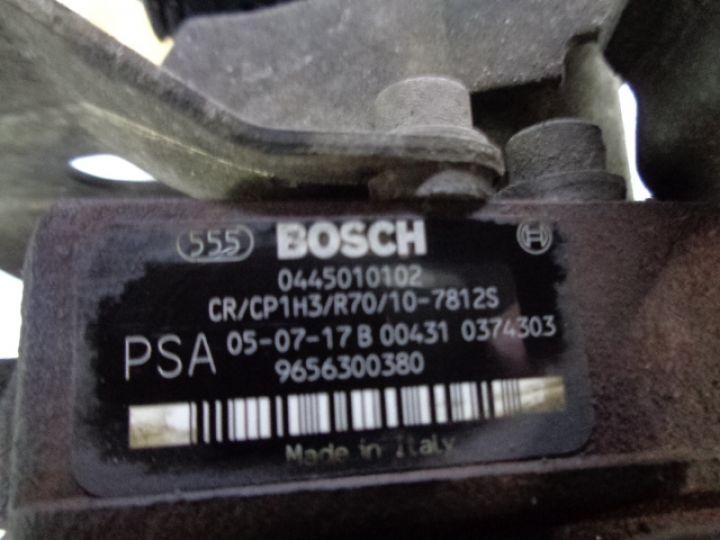 555 BOSCH
0445010102
CR/CP1H3/R70/10-7812S
PSA 05-07-17 B 00431 0374303
9656300380
Made in Italy